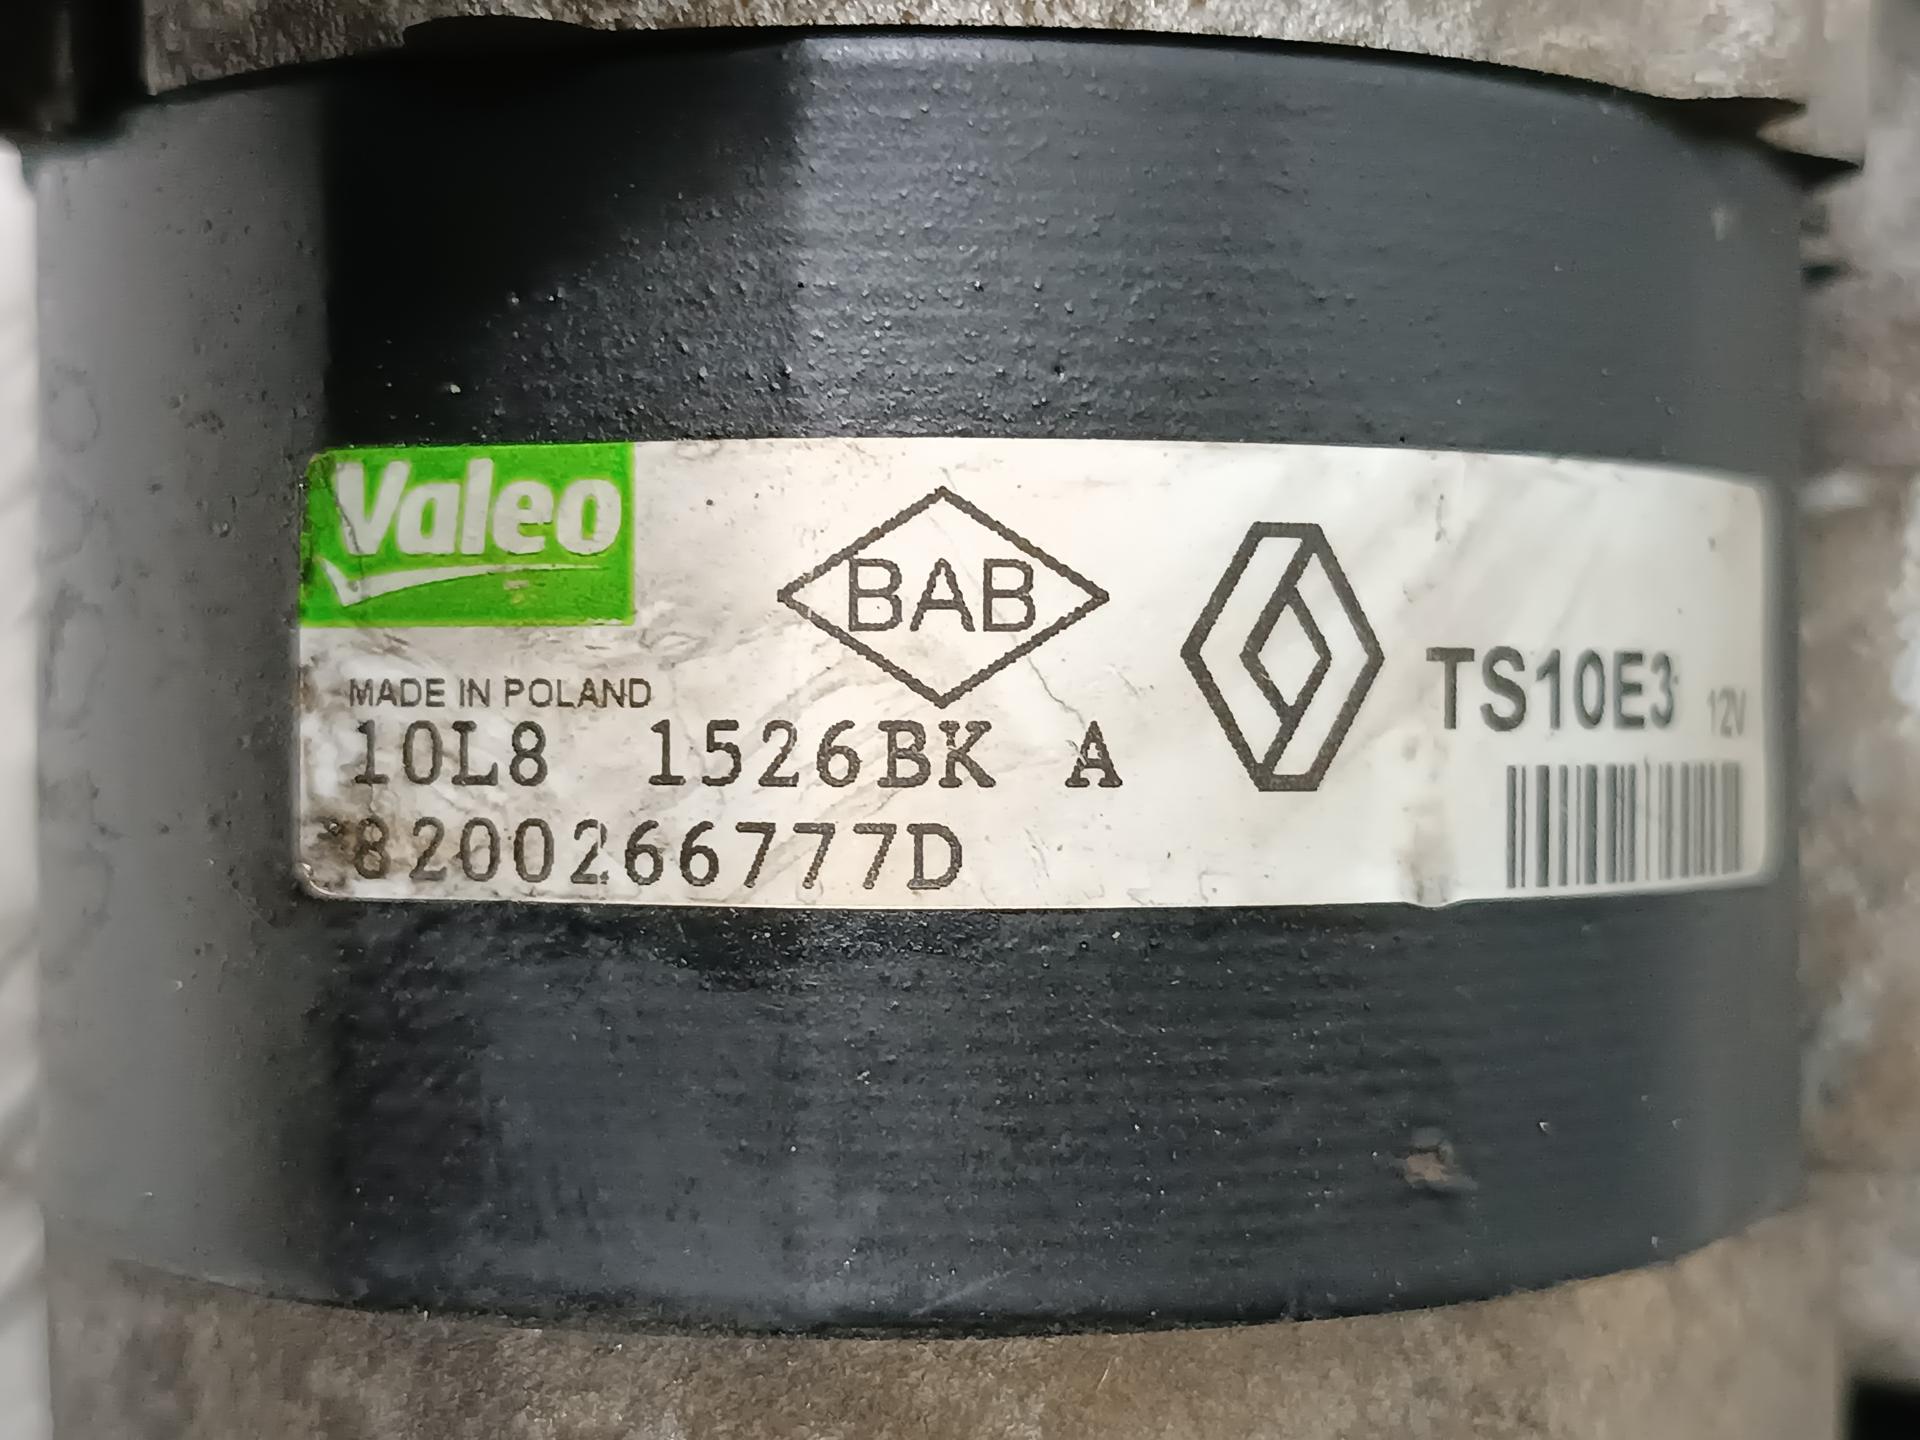 Valeo
BAB
MADE IN POLAND
TS10E3 12V
10L8 1526BK A
8200266777D